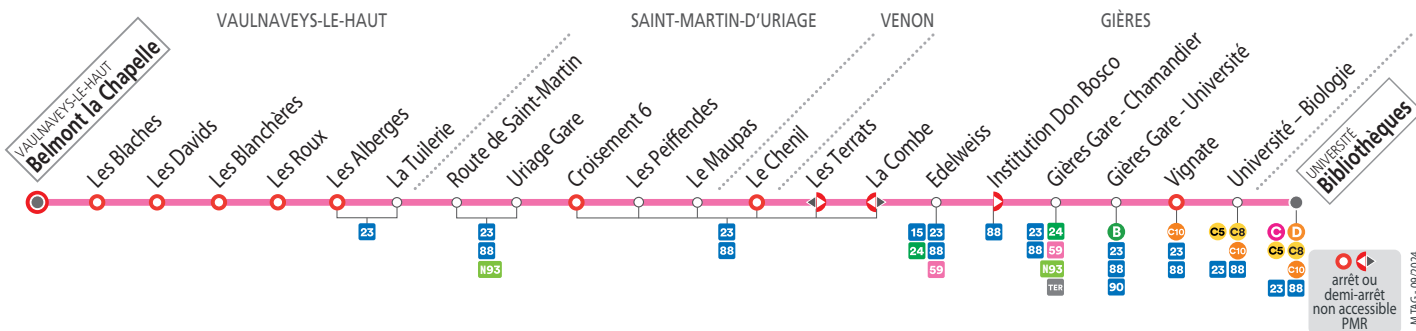 VAULNAVEYS-LE-HAUT
SAINT-MARTIN-D'URIAGE
VENON
GIÈRES
VAULNAVEYS-LE-HAUT
Belmont la Chapelle
Les Blaches
Les Davids
Les Blanchères
Les Roux
Les Alberges
La Tuilerie
Route de Saint-Martin
Uriage Gare
Croisement 6
Les Peiffendes
Le Maupas
Le Chenil
Les Terrats
La Combe
Edelweiss
Institution Don Bosco
Gières Gare - Chamandier
Gières Gare - Université
Vignate
Université – Biologie
UNIVERSITÉ
Bibliothèques
23
23
88
N93
23
88
15 23
24 88
59
88
23 24
88 59
N93
TER
B
23
88
90
C10
23
88
C5 C8
C10
23 88
C D
C5 C8
C10
23 88
arrêt ou
demi-arrêt
non accessible
PMR
M TAG - 09/2024